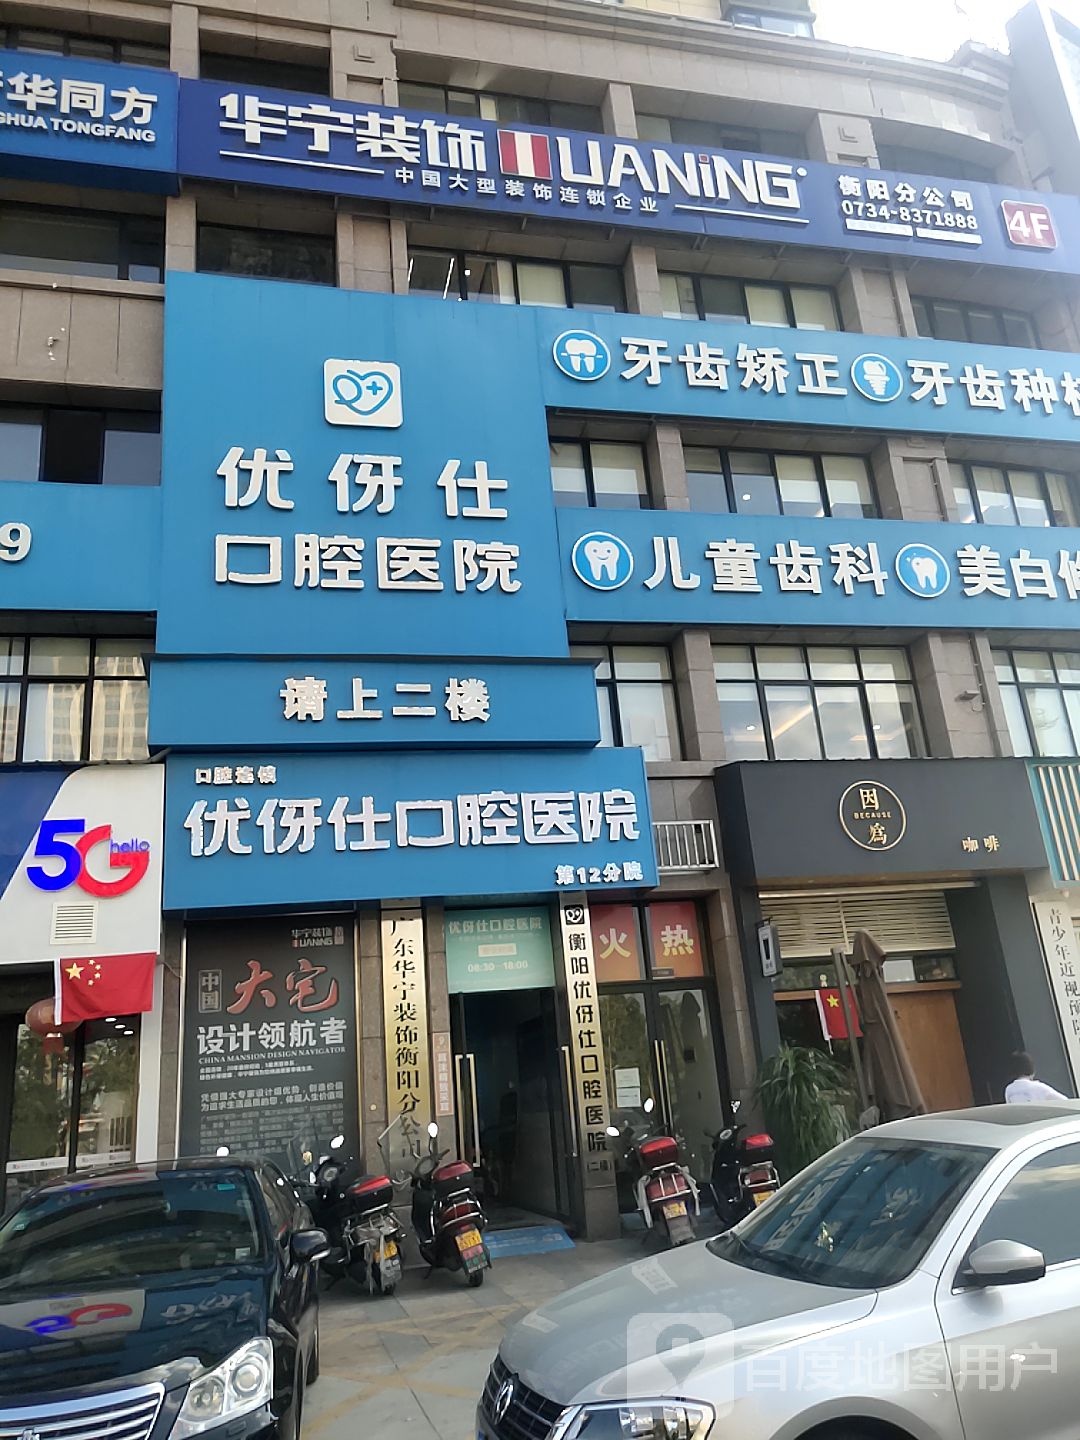 华同方
HUA TONGFANG
华宁装饰 HUANiNG
中国大型装饰连锁企业
衡阳分公司
0734-8371888
4F
牙齿矫正
牙齿种
优伢仕
口腔医院
9
儿童齿科
美白
请上二楼
口腔连锁
优伢仕口腔医院
第12分院
5G
hello
因为
BECAUSE
咖啡
华宁装饰
HUANiNG
中国大宅
设计领航者
CHINA MANSION DESIGN NAVIGATOR
广东华宁装饰衡阳分公司
优伢仕口腔医院
08:30-18:00
衡阳优伢仕口腔医院
(二楼)
火热
青少年近视预防
百度地图用户